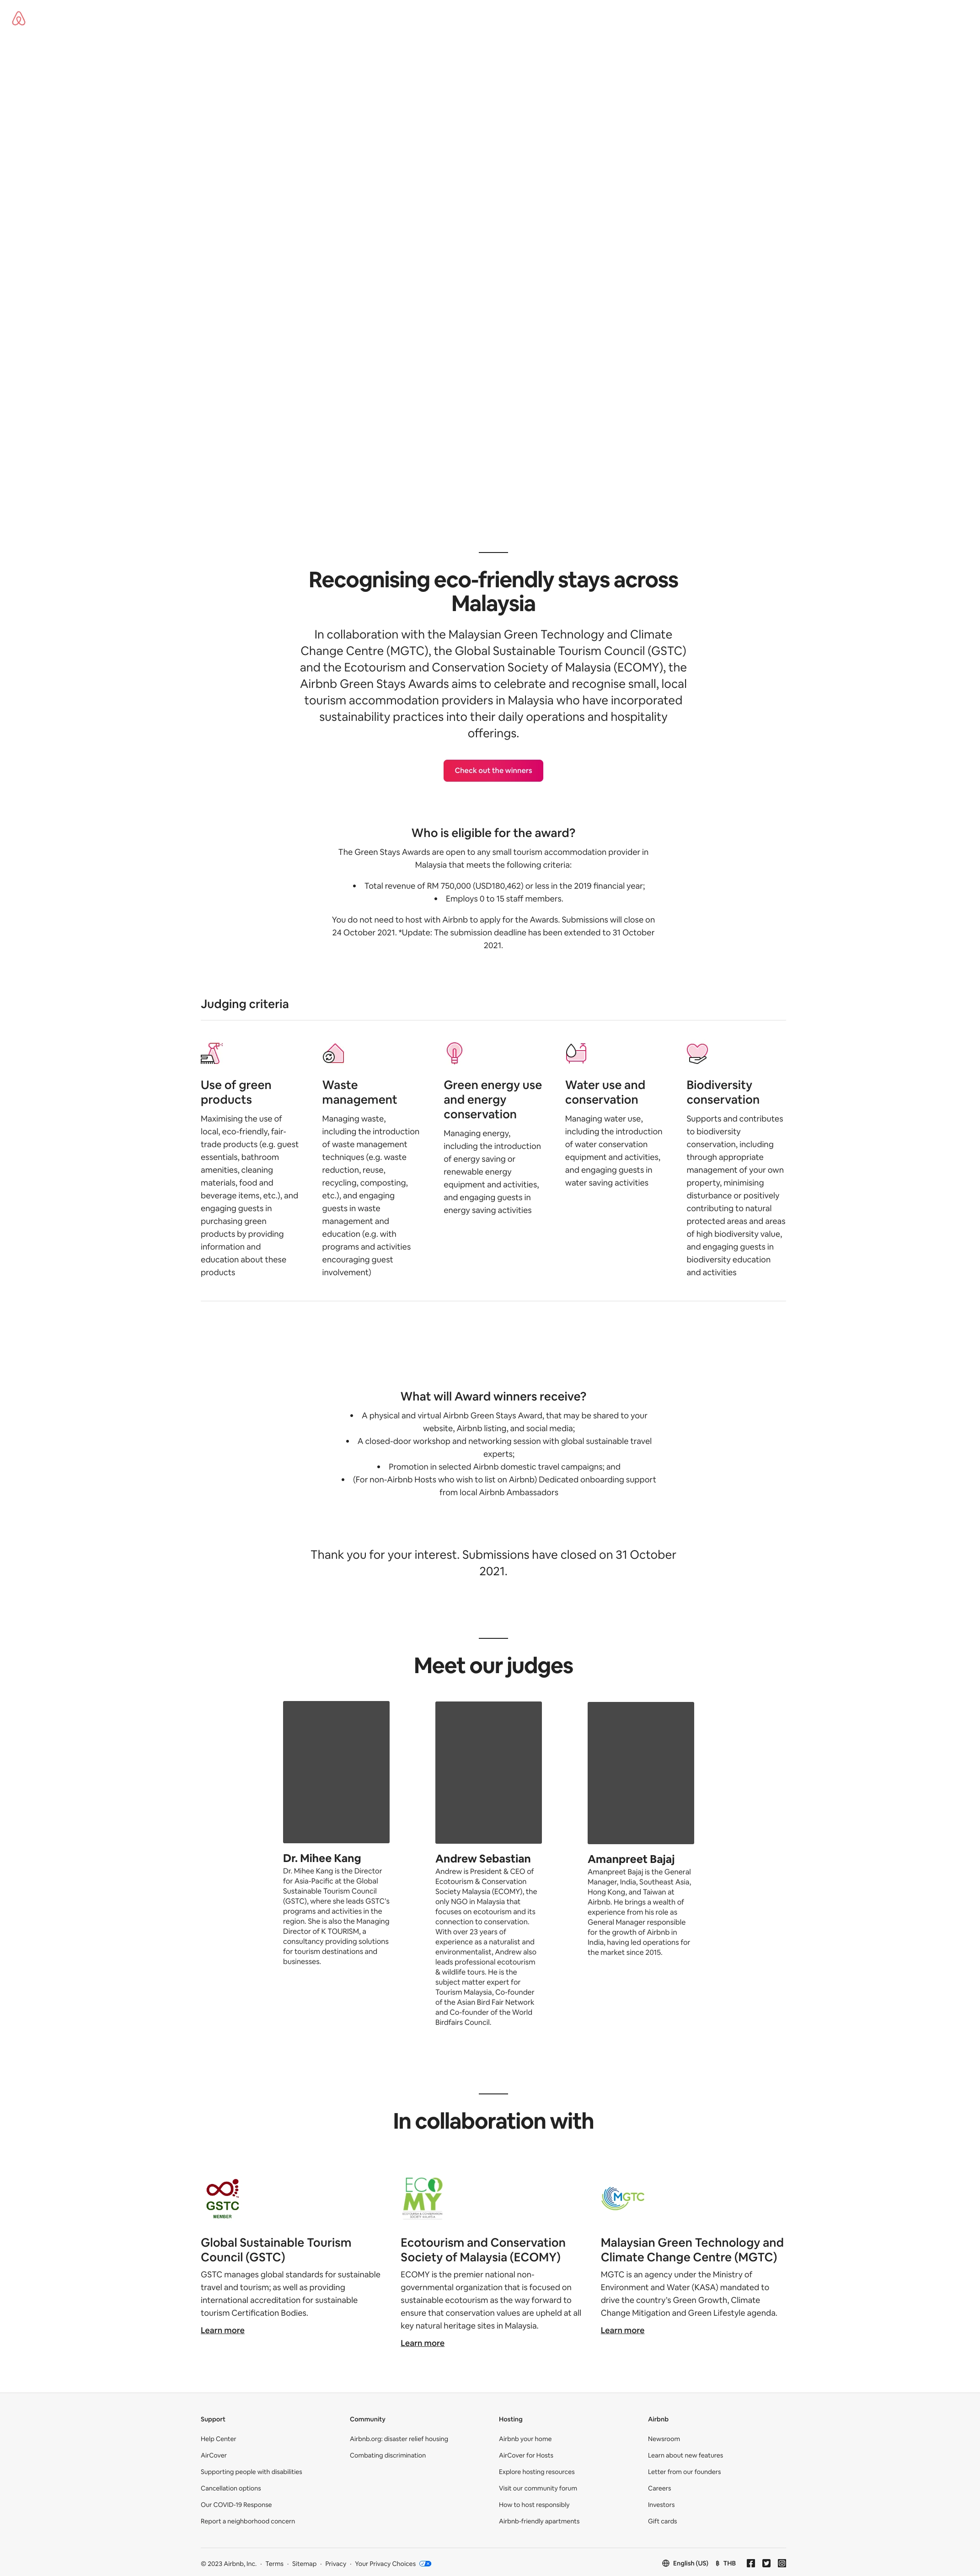 Recognising eco-friendly stays across
Malaysia
In collaboration with the Malaysian Green Technology and Climate
Change Centre (MGTC), the Global Sustainable Tourism Council (GSTC)
and the Ecotourism and Conservation Society of Malaysia (ECOMY), the
Airbnb Green Stays Awards aims to celebrate and recognise small, local
tourism accommodation providers in Malaysia who have incorporated
sustainability practices into their daily operations and hospitality
offerings.
Check out the winners
Who is eligible for the award?
The Green Stays Awards are open to any small tourism accommodation provider in
Malaysia that meets the following criteria:
• Total revenue of RM 750,000 (USD180,462) or less in the 2019 financial year;
• Employs 0 to 15 staff members.
You do not need to host with Airbnb to apply for the Awards. Submissions will close on
24 October 2021. *Update: The submission deadline has been extended to 31 October
2021.
Judging criteria
Use of green
products
Maximising the use of
local, eco-friendly, fair-
trade products (e.g. guest
essentials, bathroom
amenities, cleaning
materials, food and
beverage items, etc.), and
engaging guests in
purchasing green
products by providing
information and
education about these
products
Waste
management
Managing waste,
including the introduction
of waste management
techniques (e.g. waste
reduction, reuse,
recycling, composting,
etc.), and engaging
guests in waste
management and
education (e.g. with
programs and activities
encouraging guest
involvement)
Green energy use
and energy
conservation
Managing energy,
including the introduction
of energy saving or
renewable energy
equipment and activities,
and engaging guests in
energy saving activities
Water use and
conservation
Managing water use,
including the introduction
of water conservation
equipment and activities,
and engaging guests in
water saving activities
Biodiversity
conservation
Supports and contributes
to biodiversity
conservation, including
through appropriate
management of your own
property, minimising
disturbance or positively
contributing to natural
protected areas and areas
of high biodiversity value,
and engaging guests in
biodiversity education
and activities
What will Award winners receive?
• A physical and virtual Airbnb Green Stays Award, that may be shared to your
website, Airbnb listing, and social media;
• A closed-door workshop and networking session with global sustainable travel
experts;
• Promotion in selected Airbnb domestic travel campaigns; and
• (For non-Airbnb Hosts who wish to list on Airbnb) Dedicated onboarding support
from local Airbnb Ambassadors
Thank you for your interest. Submissions have closed on 31 October
2021.
Meet our judges
Dr. Mihee Kang
Dr. Mihee Kang is the Director
for Asia-Pacific at the Global
Sustainable Tourism Council
(GSTC), where she leads GSTC's
programs and activities in the
region. She is also the Managing
Director of K TOURISM, a
consultancy providing solutions
for tourism destinations and
businesses.
Andrew Sebastian
Andrew is President & CEO of
Ecotourism & Conservation
Society Malaysia (ECOMY), the
only NGO in Malaysia that
focuses on ecotourism and its
connection to conservation.
With over 23 years of
experience as a naturalist and
environmentalist, Andrew also
leads professional ecotourism
& wildlife tours. He is the
subject matter expert for
Tourism Malaysia, Co-founder
of the Asian Bird Fair Network
and Co-founder of the World
Birdfairs Council.
Amanpreet Bajaj
Amanpreet Bajaj is the General
Manager, India, Southeast Asia,
Hong Kong, and Taiwan at
Airbnb. He brings a wealth of
experience from his role as
General Manager responsible
for the growth of Airbnb in
India, having led operations for
the market since 2015.
In collaboration with
GSTC
MEMBER
Global Sustainable Tourism
Council (GSTC)
GSTC manages global standards for sustainable
travel and tourism; as well as providing
international accreditation for sustainable
tourism Certification Bodies.
Learn more
ECO
MY
Ecotourism and Conservation
Society of Malaysia (ECOMY)
ECOMY is the premier national non-
governmental organization that is focused on
sustainable ecotourism as the way forward to
ensure that conservation values are upheld at all
key natural heritage sites in Malaysia.
Learn more
MGTC
Malaysian Green Technology and
Climate Change Centre (MGTC)
MGTC is an agency under the Ministry of
Environment and Water (KASA) mandated to
drive the country's Green Growth, Climate
Change Mitigation and Green Lifestyle agenda.
Learn more
Support
Help Center
AirCover
Supporting people with disabilities
Cancellation options
Our COVID-19 Response
Report a neighborhood concern
Community
Airbnb.org: disaster relief housing
Combating discrimination
Hosting
Airbnb your home
AirCover for Hosts
Explore hosting resources
Visit our community forum
How to host responsibly
Airbnb-friendly apartments
Airbnb
Newsroom
Learn about new features
Letter from our founders
Careers
Investors
Gift cards
© 2023 Airbnb, Inc. · Terms · Sitemap · Privacy · Your Privacy Choices
English (US) ฿ THB